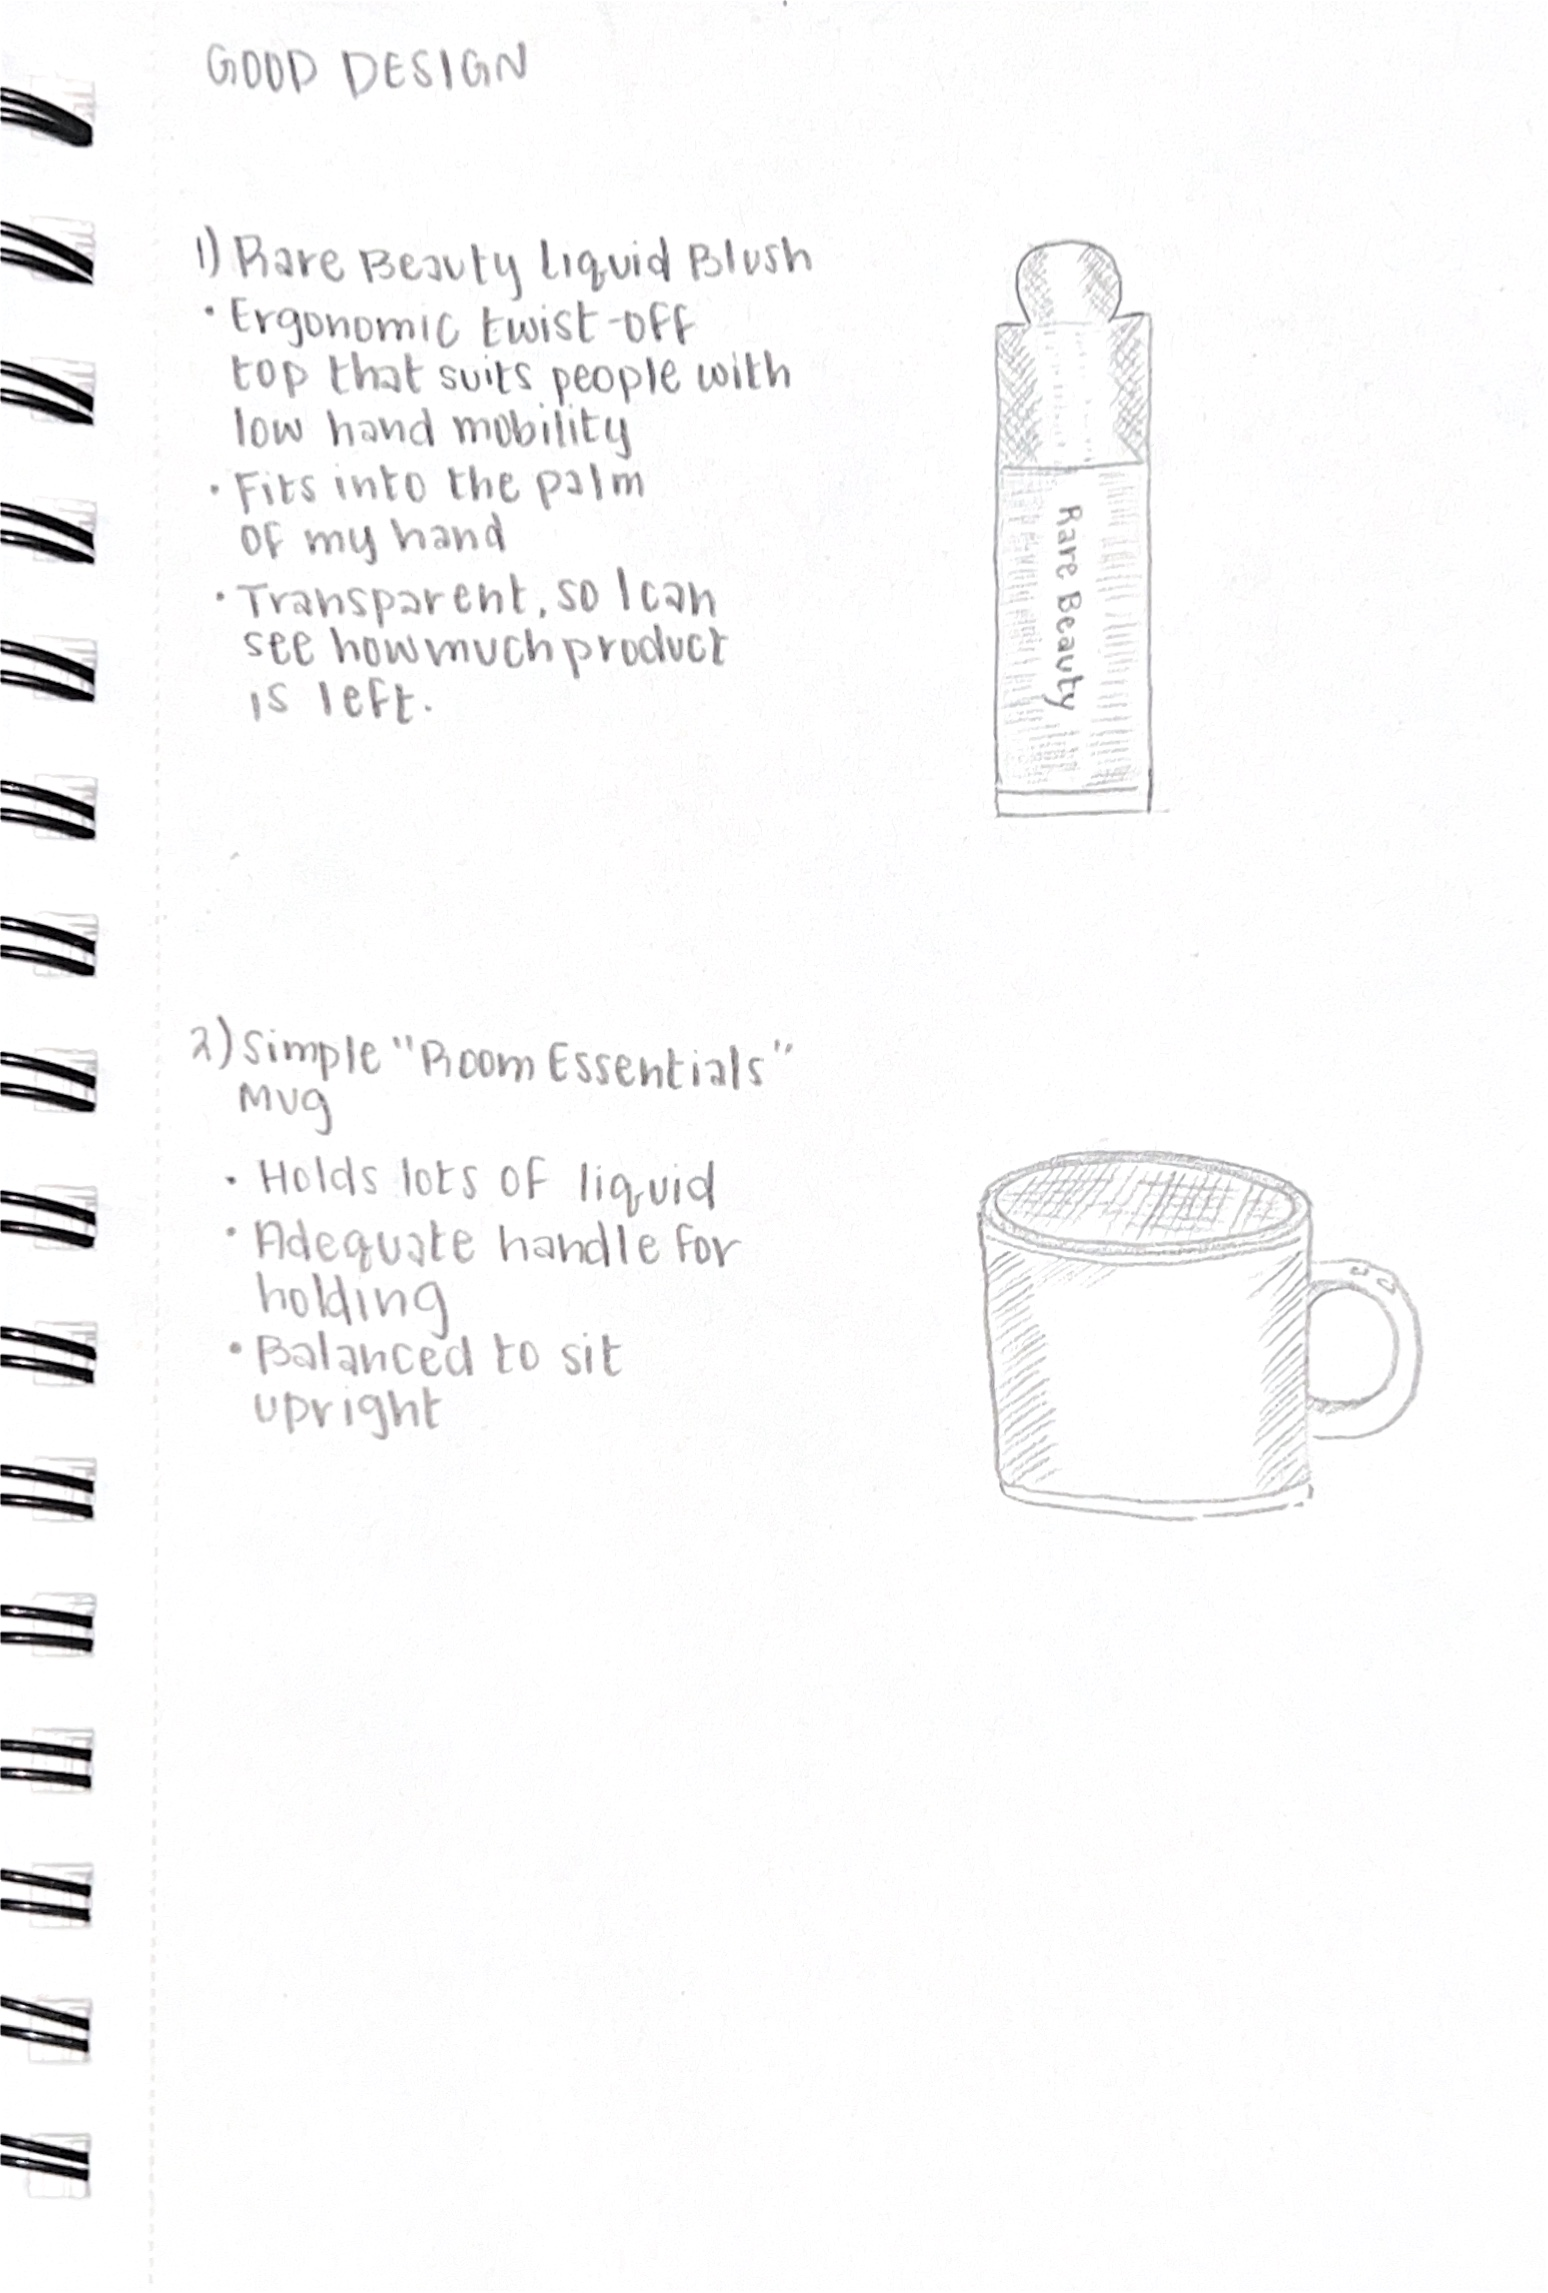 GOOD DESIGN
1) Rare Beauty Liquid Blush
• Ergonomic twist-off
top that suits people with
low hand mobility
• Fits into the palm
of my hand
• Transparent, so I can
see how much product
is left.
Rare Beauty
2) Simple "Room Essentials"
Mug
• Holds lots of liquid
• Adequate handle for
holding
• Balanced to sit
upright